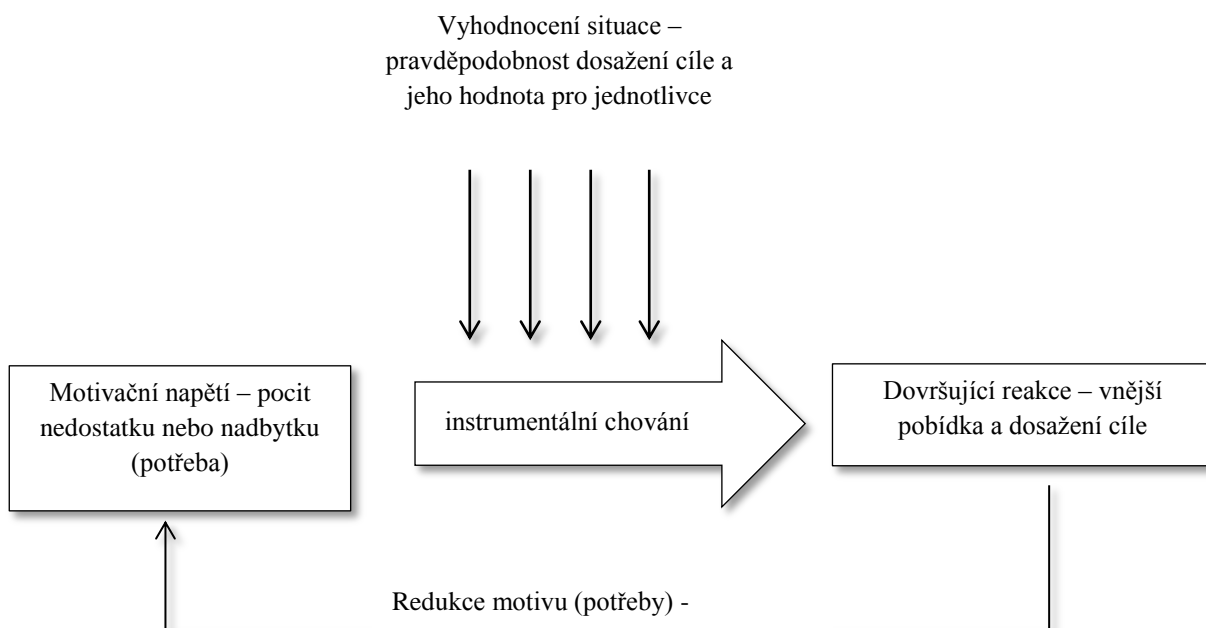 Vyhodnocení situace –
pravděpodobnost dosažení cíle a
jeho hodnota pro jednotlivce
Motivační napětí – pocit
nedostatku nebo nadbytku
(potřeba)
instrumentální chování
Dovršující reakce – vnější
pobídka a dosažení cíle
Redukce motivu (potřeby) -